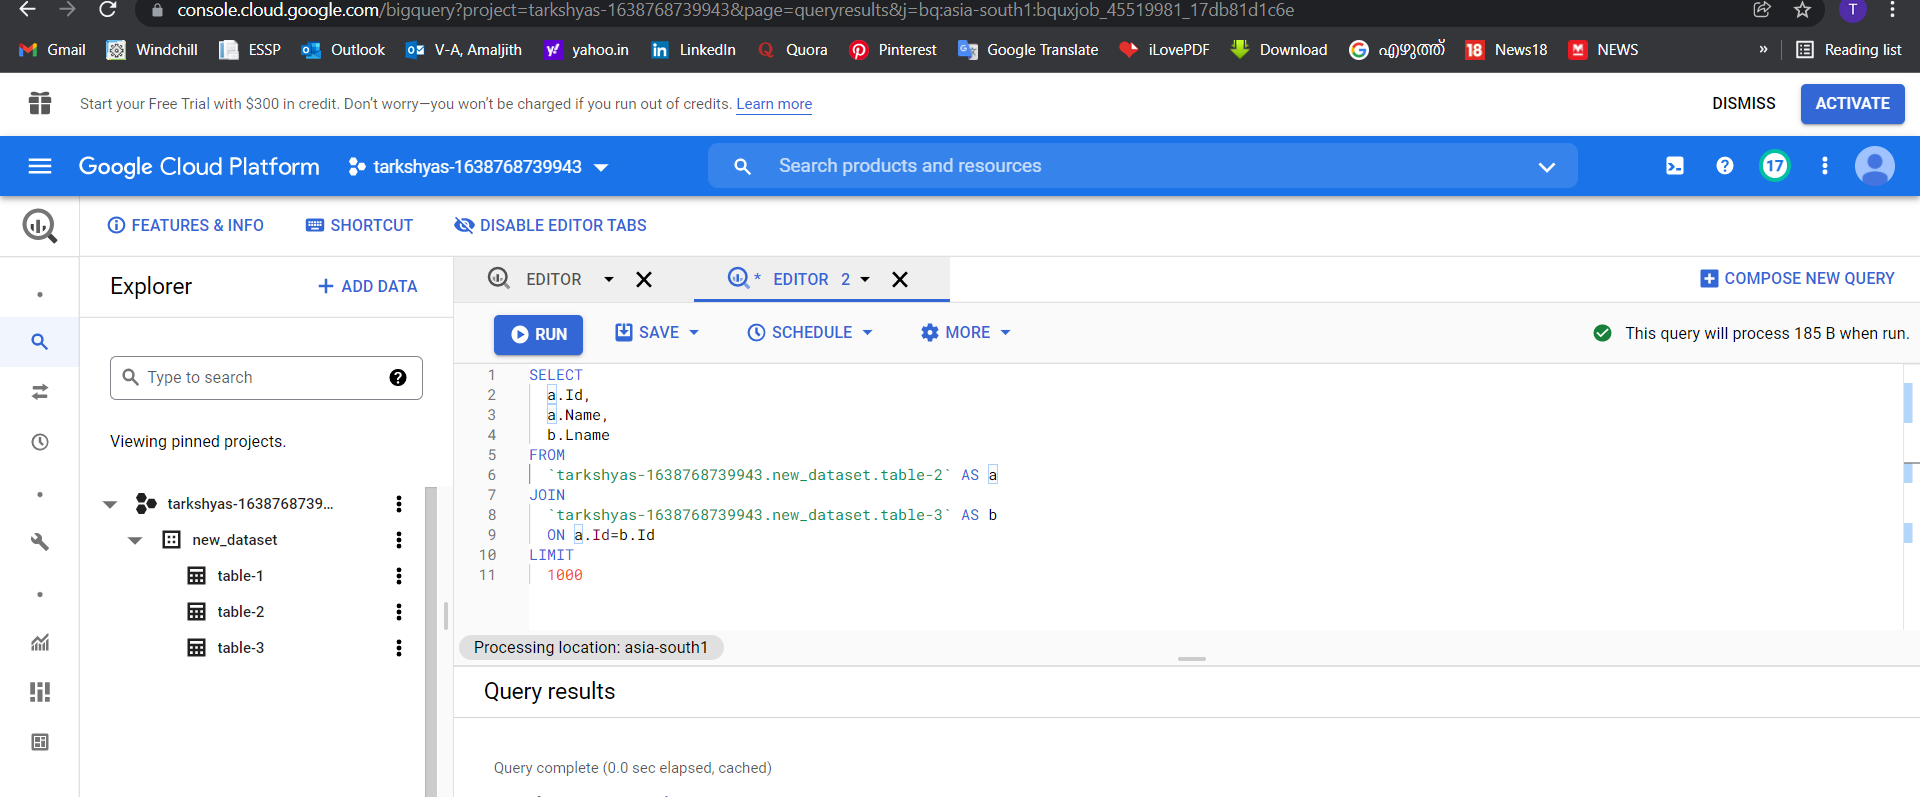 console.cloud.google.com/bigquery?project=tarkshyas-1638768739943&page=queryresults&j=bq:asia-south1:bquxjob_45519981_17db81d1c6e
T
Gmail Windchill ESSP Outlook V-A, Amaljith yahoo.in LinkedIn Quora Pinterest Google Translate iLovePDF Download എഴുത്ത് 18 News18 NEWS » Reading list
Start your Free Trial with $300 in credit. Don't worry—you won't be charged if you run out of credits. Learn more
DISMISS ACTIVATE
Google Cloud Platform tarkshyas-1638768739943 Search products and resources 17
FEATURES & INFO SHORTCUT DISABLE EDITOR TABS
Explorer + ADD DATA
EDITOR * EDITOR 2 COMPOSE NEW QUERY
RUN SAVE SCHEDULE MORE This query will process 185 B when run.
Type to search
Viewing pinned projects.
tarkshyas-1638768739...
new_dataset
table-1
table-2
table-3
1 SELECT
2 a.Id,
3 a.Name,
4 b.Lname
5 FROM
6 `tarkshyas-1638768739943.new_dataset.table-2` AS a
7 JOIN
8 `tarkshyas-1638768739943.new_dataset.table-3` AS b
9 ON a.Id=b.Id
10 LIMIT
11 1000
Processing location: asia-south1
Query results
Query complete (0.0 sec elapsed, cached)